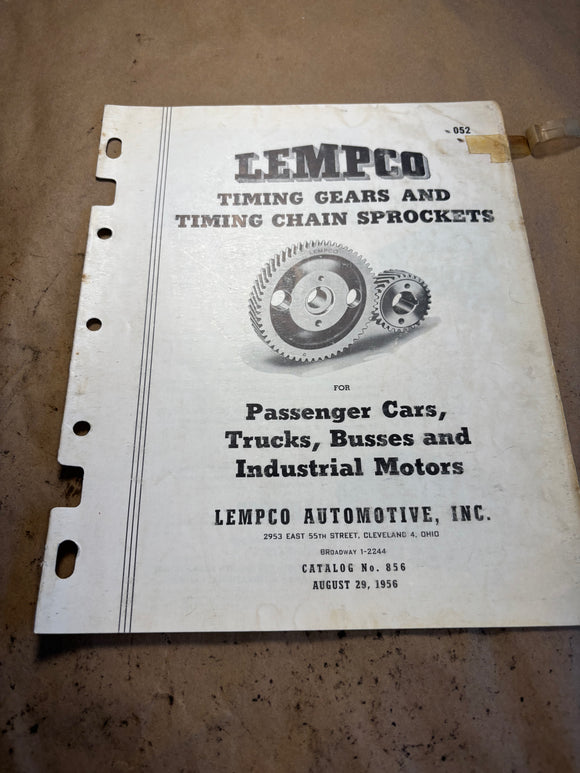 052
LEMPCO
TIMING GEARS AND
TIMING CHAIN SPROCKETS
LEMPCO
FOR
Passenger Cars,
Trucks, Busses and
Industrial Motors
LEMPCO AUTOMOTIVE, INC.
2953 EAST 55TH STREET, CLEVELAND 4, OHIO
BROADWAY 1-2244
CATALOG No. 856
AUGUST 29, 1956